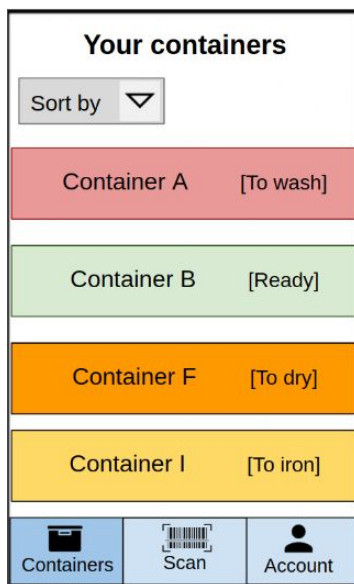 Your containers
Sort by
Container A [To wash]
Container B [Ready]
Container F [To dry]
Container I [To iron]
Containers Scan Account